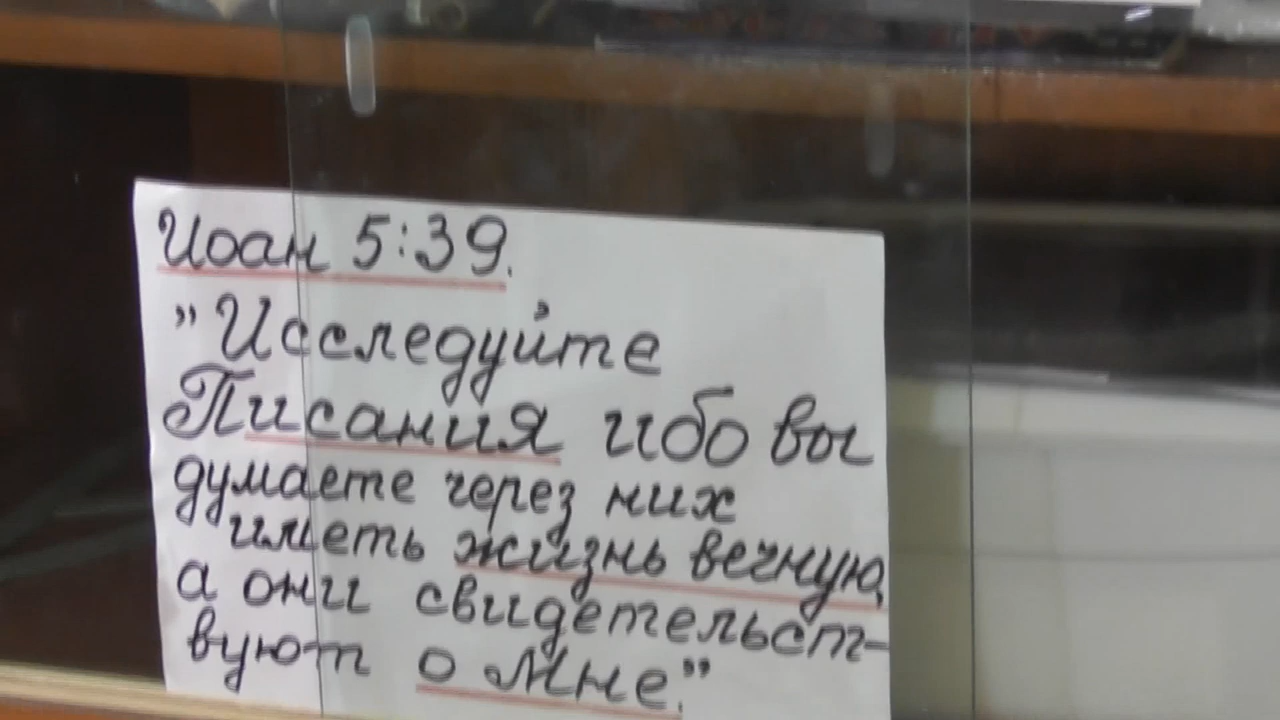 Иоан 5:39.
"Исследуйте
Писания ибо вы
думаете через них
иметь жизнь вечную,
а они свидетельст-
вуют о Мне."